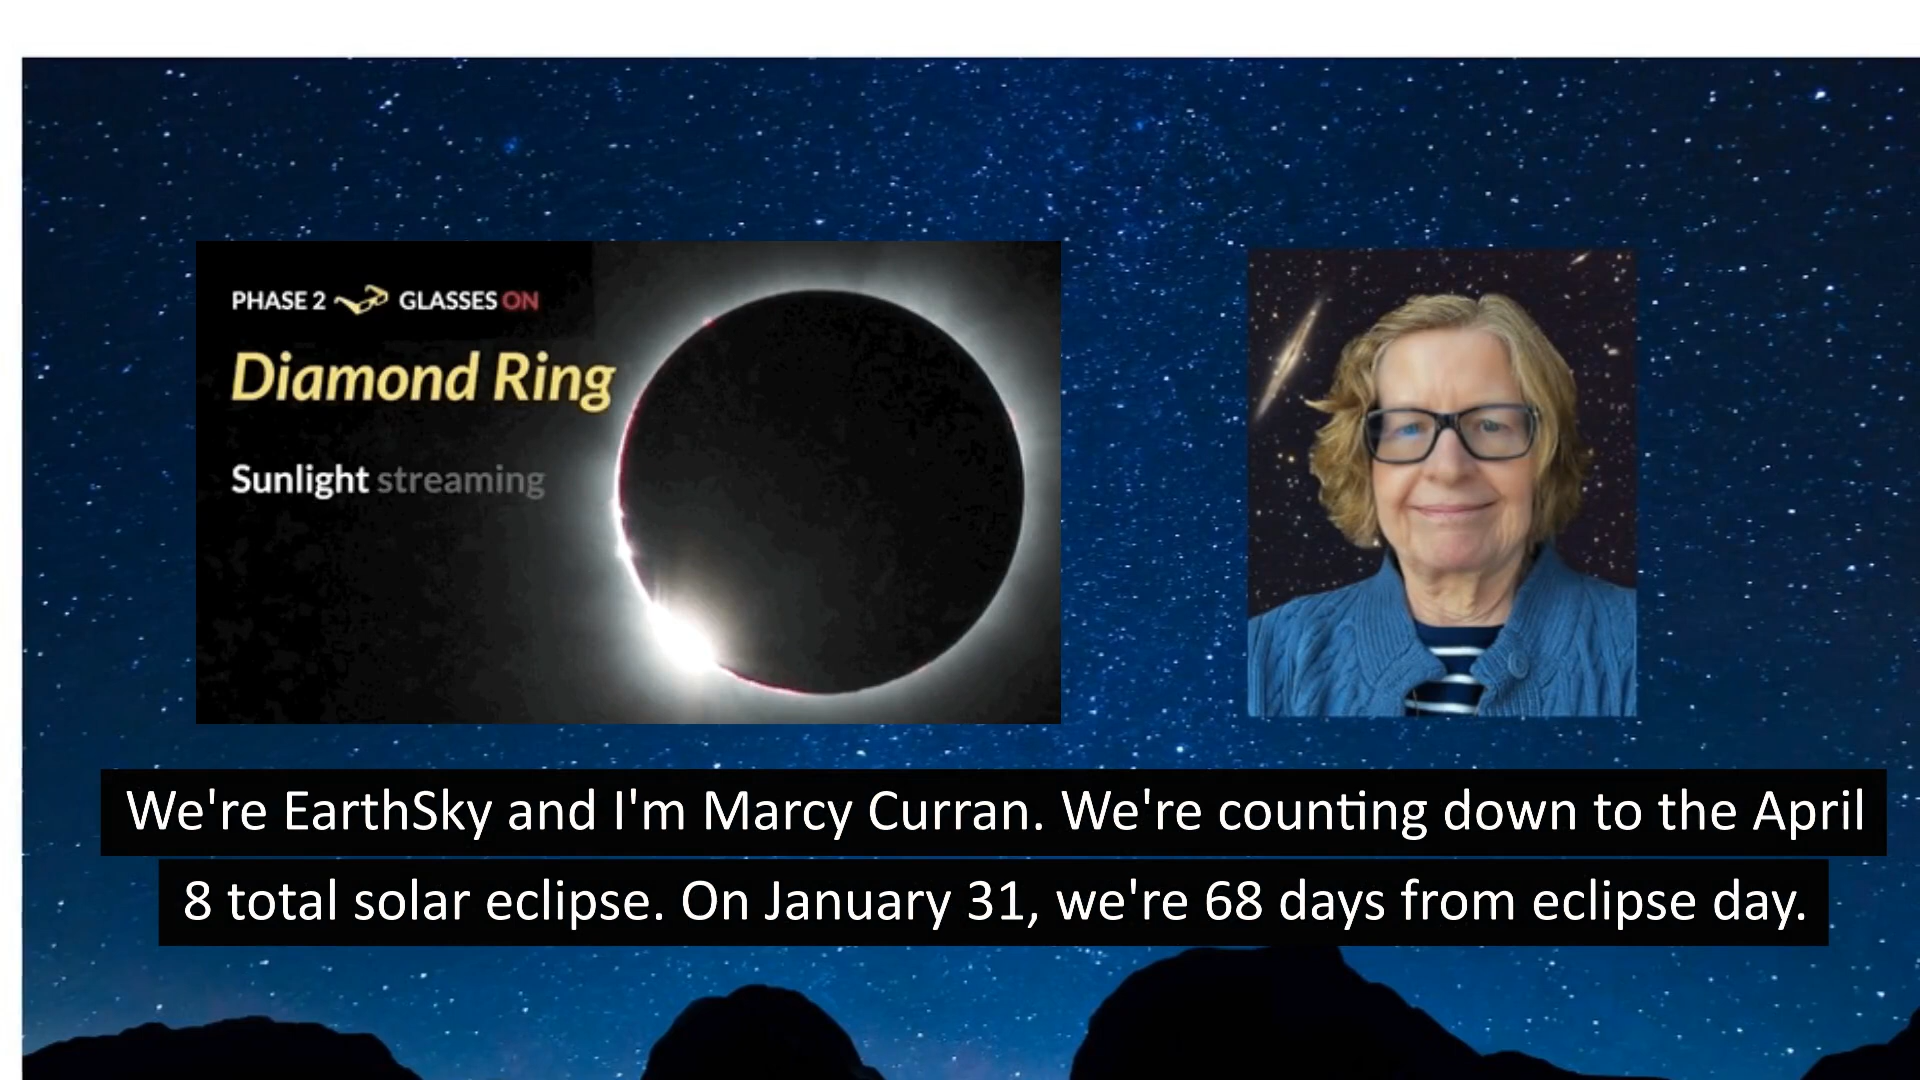 PHASE 2 GLASSES ON
Diamond Ring
Sunlight streaming
We're EarthSky and I'm Marcy Curran. We're counting down to the April
8 total solar eclipse. On January 31, we're 68 days from eclipse day.